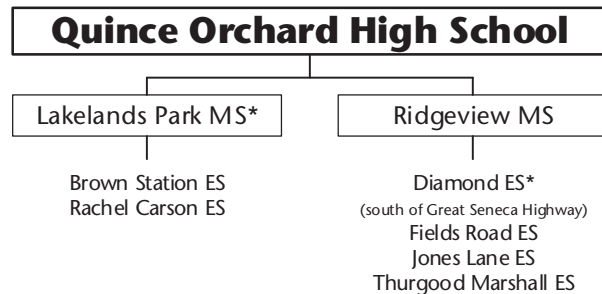 Quince Orchard High School
Lakelands Park MS*
Brown Station ES
Rachel Carson ES
Ridgeview MS
Diamond ES*
(south of Great Seneca Highway)
Fields Road ES
Jones Lane ES
Thurgood Marshall ES